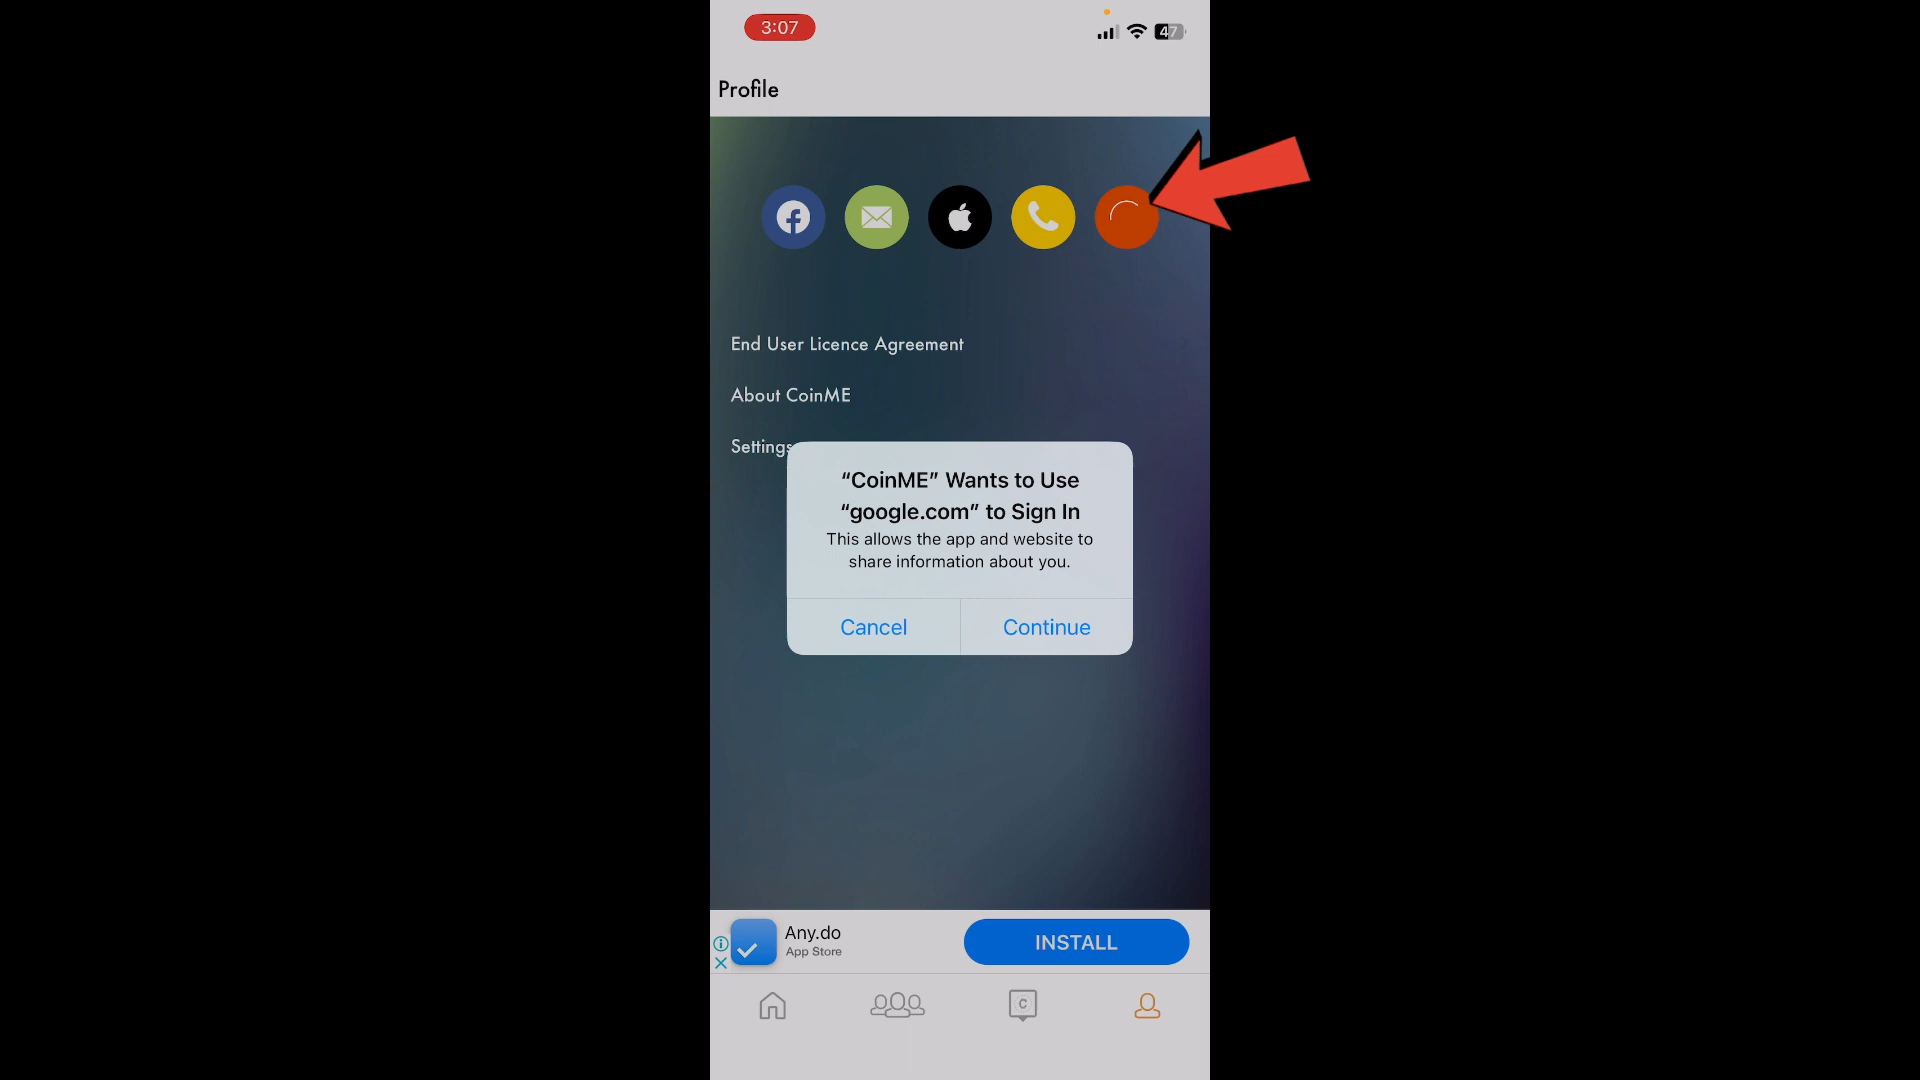 3:07
47
Profile
End User Licence Agreement
About CoinME
Settings
“CoinME” Wants to Use
“google.com” to Sign In
This allows the app and website to
share information about you.
Cancel
Continue
Any.do
App Store
INSTALL
C